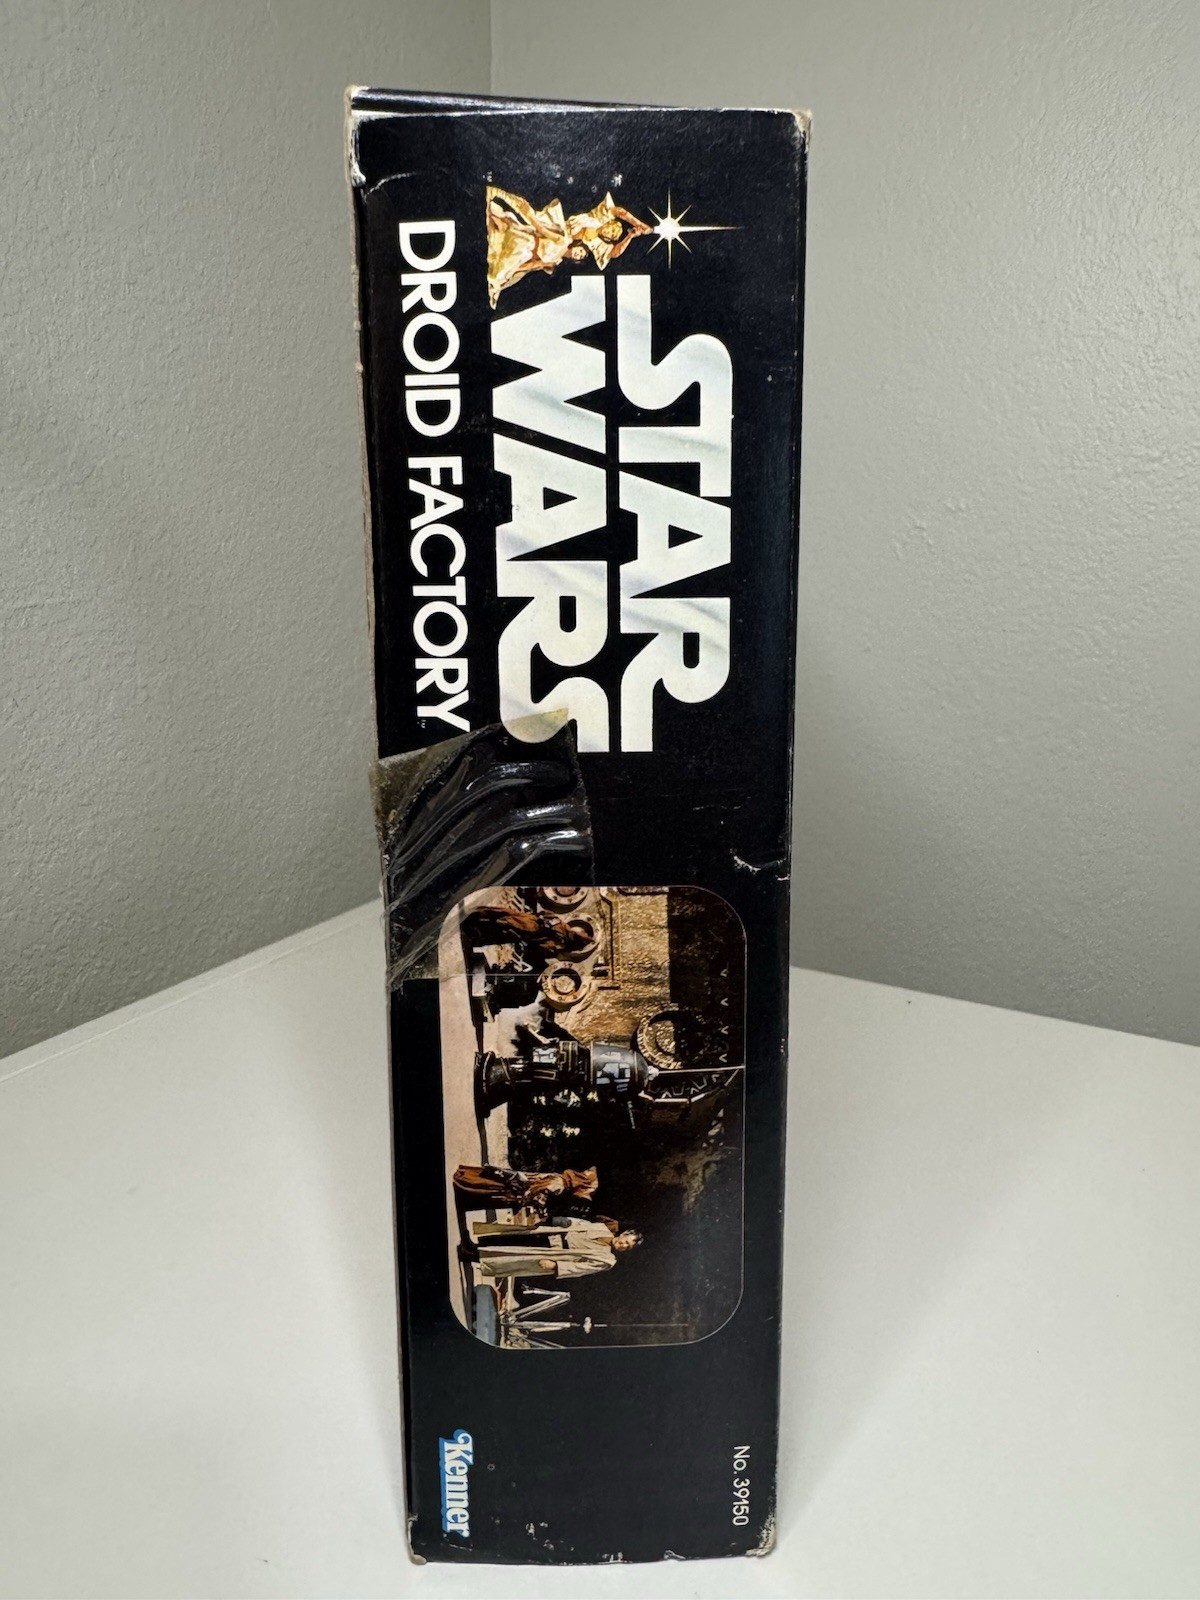 STAR
WARS
DROID FACTORY™
No. 39150
Kenner